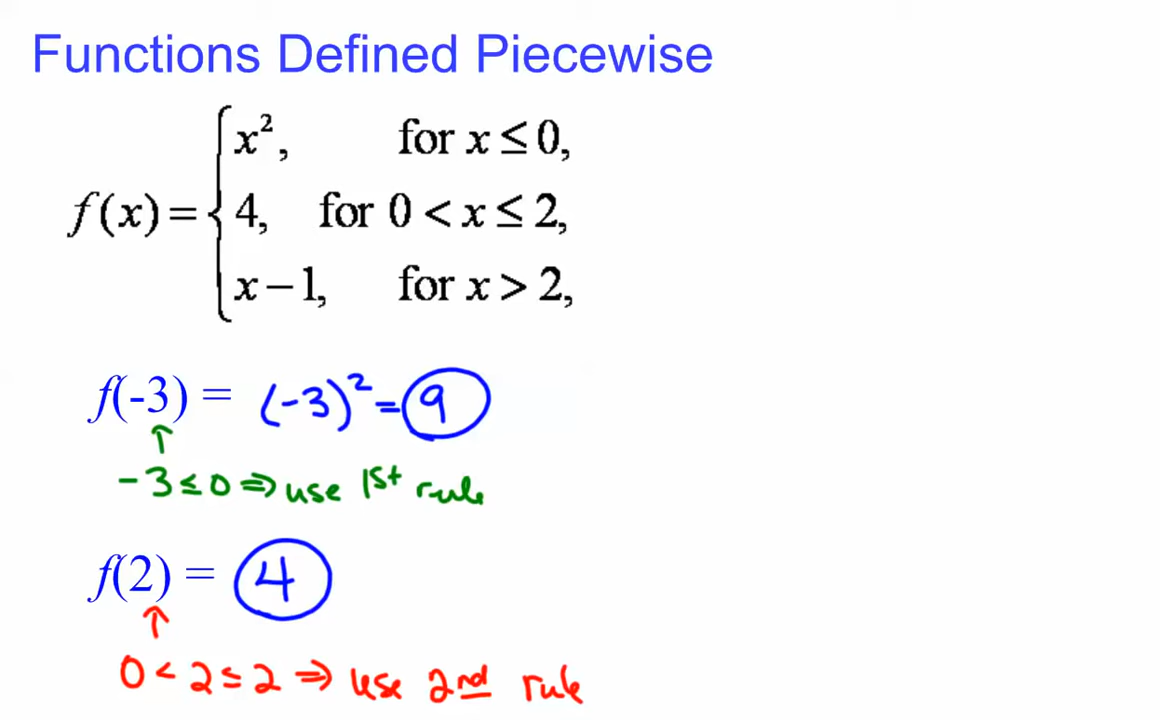 Functions Defined Piecewise
x², for x ≤ 0,
f(x) = { 4, for 0 < x ≤ 2,
x − 1, for x > 2,
f(-3) = (-3)² = 9
-3 ≤ 0 ⇒ use 1st rule
f(2) = 4
0 < 2 ≤ 2 ⇒ use 2nd rule